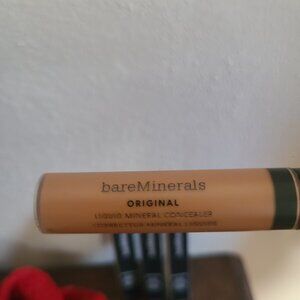 bareMinerals
ORIGINAL
LIQUID MINERAL CONCEALER
CORRECTEUR MINÉRAL LIQUIDE